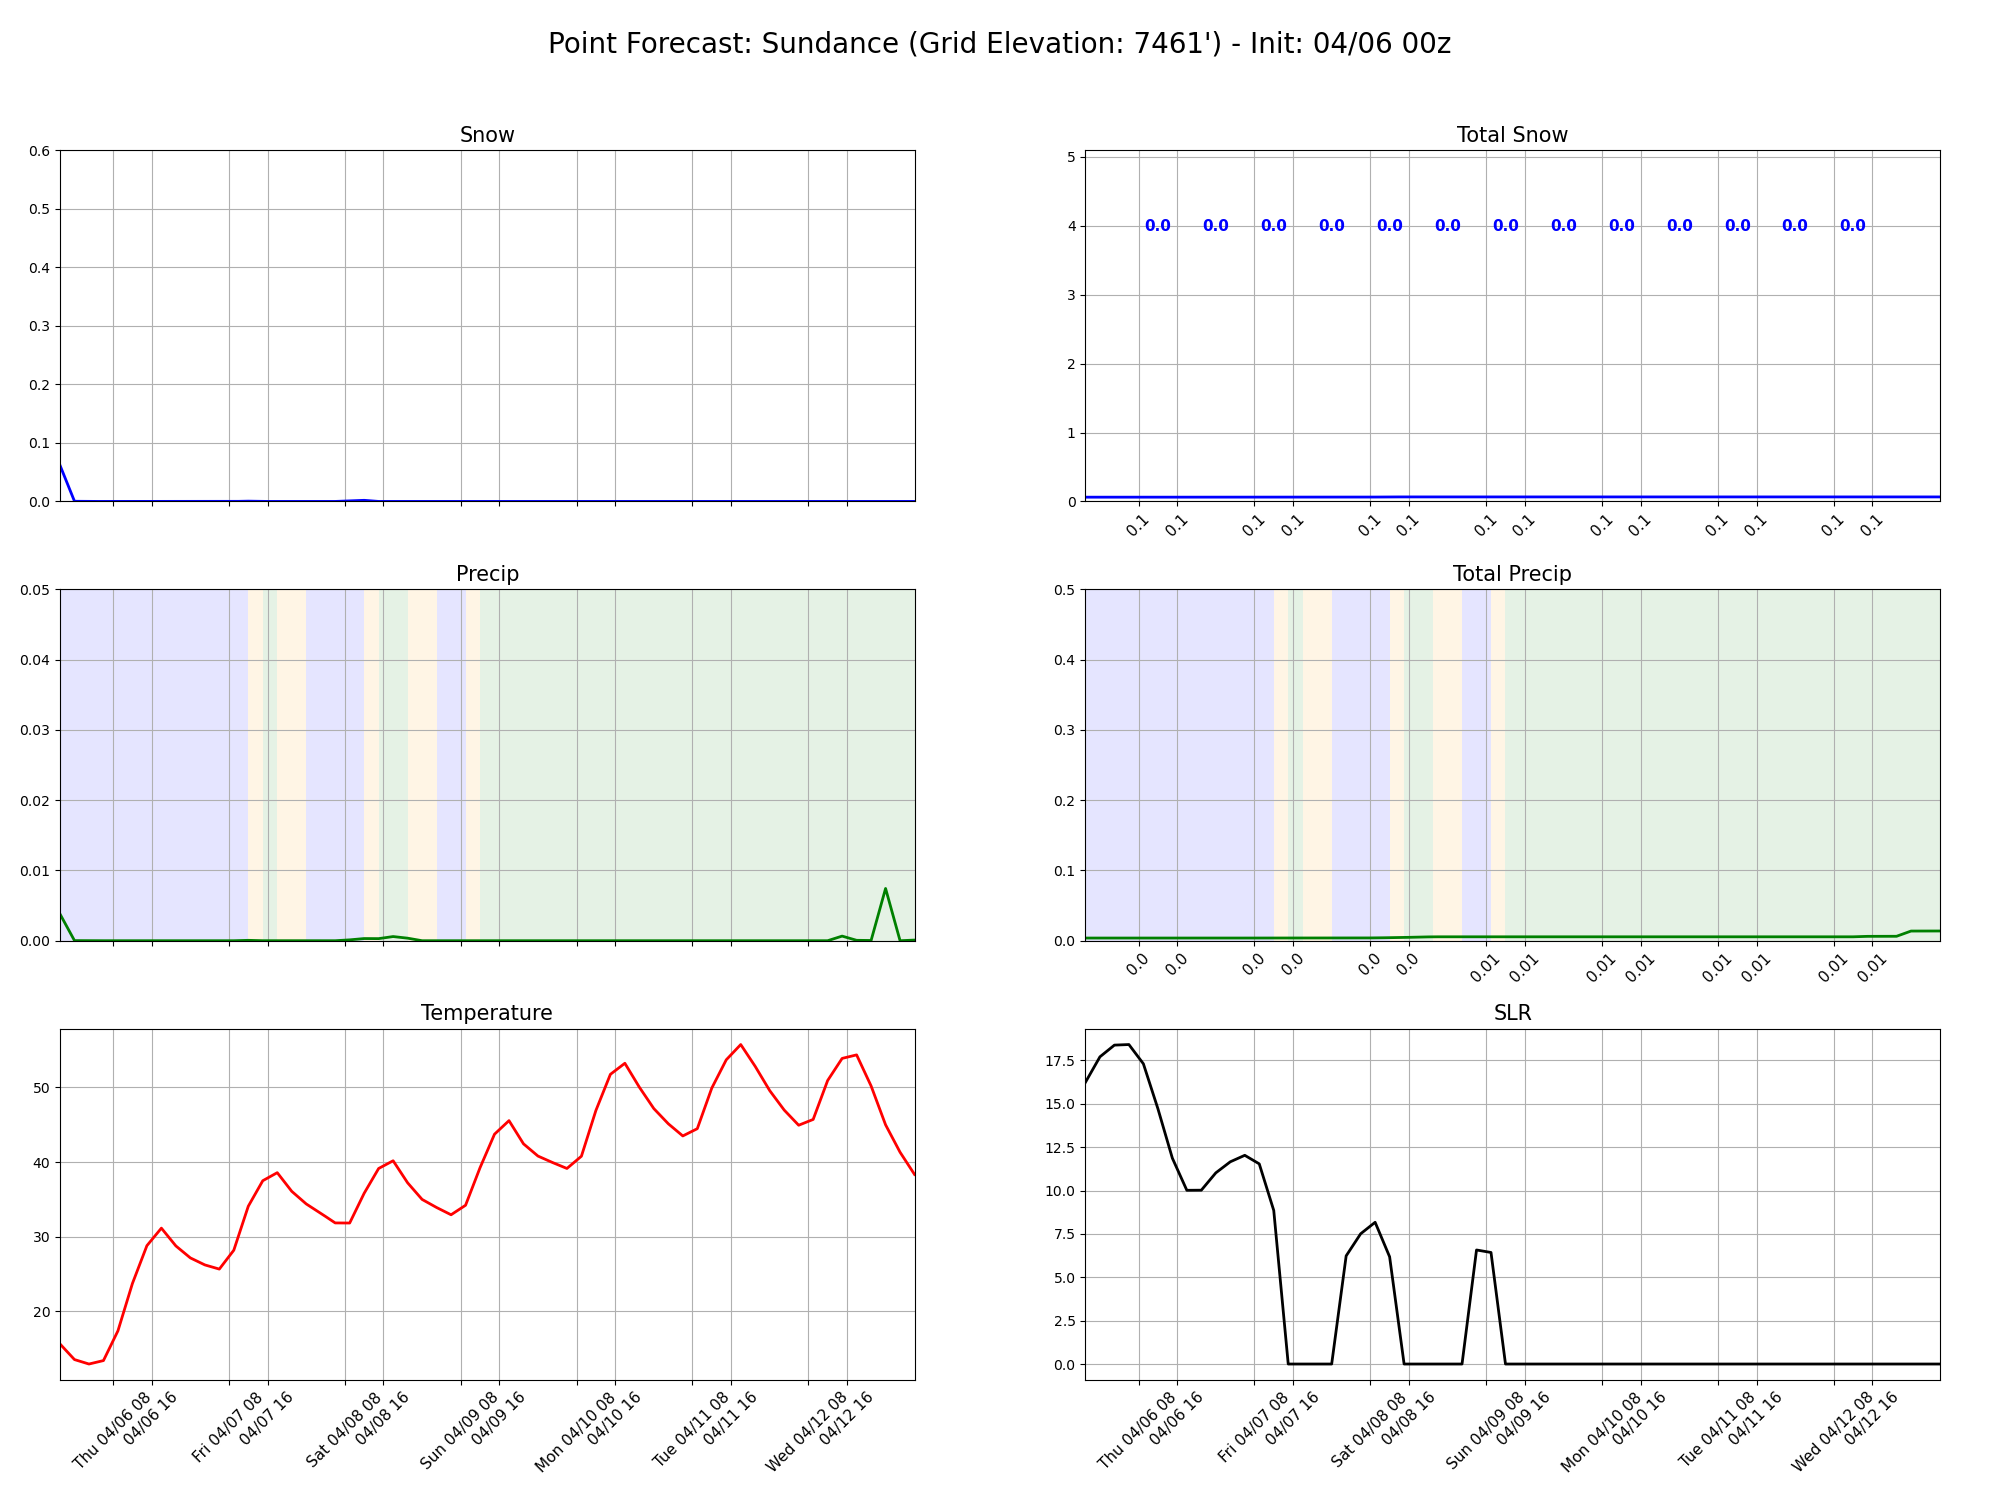 Point Forecast: Sundance (Grid Elevation: 7461') - Init: 04/06 00z
Snow
0.6
0.5
0.4
0.3
0.2
0.1
0.0
Total Snow
5
4
3
2
1
0
0.0 0.0 0.0 0.0 0.0 0.0 0.0 0.0 0.0 0.0 0.0 0.0 0.0
0.1 0.1 0.1 0.1 0.1 0.1 0.1 0.1 0.1 0.1 0.1 0.1 0.1 0.1
Precip
0.05
0.04
0.03
0.02
0.01
0.00
Total Precip
0.5
0.4
0.3
0.2
0.1
0.0
0.0 0.0 0.0 0.0 0.0 0.0 0.01 0.01 0.01 0.01 0.01 0.01 0.01 0.01
Temperature
50
40
30
20
Thu 04/06 08
04/06 16
Fri 04/07 08
04/07 16
Sat 04/08 08
04/08 16
Sun 04/09 08
04/09 16
Mon 04/10 08
04/10 16
Tue 04/11 08
04/11 16
Wed 04/12 08
04/12 16
SLR
17.5
15.0
12.5
10.0
7.5
5.0
2.5
0.0
Thu 04/06 08
04/06 16
Fri 04/07 08
04/07 16
Sat 04/08 08
04/08 16
Sun 04/09 08
04/09 16
Mon 04/10 08
04/10 16
Tue 04/11 08
04/11 16
Wed 04/12 08
04/12 16